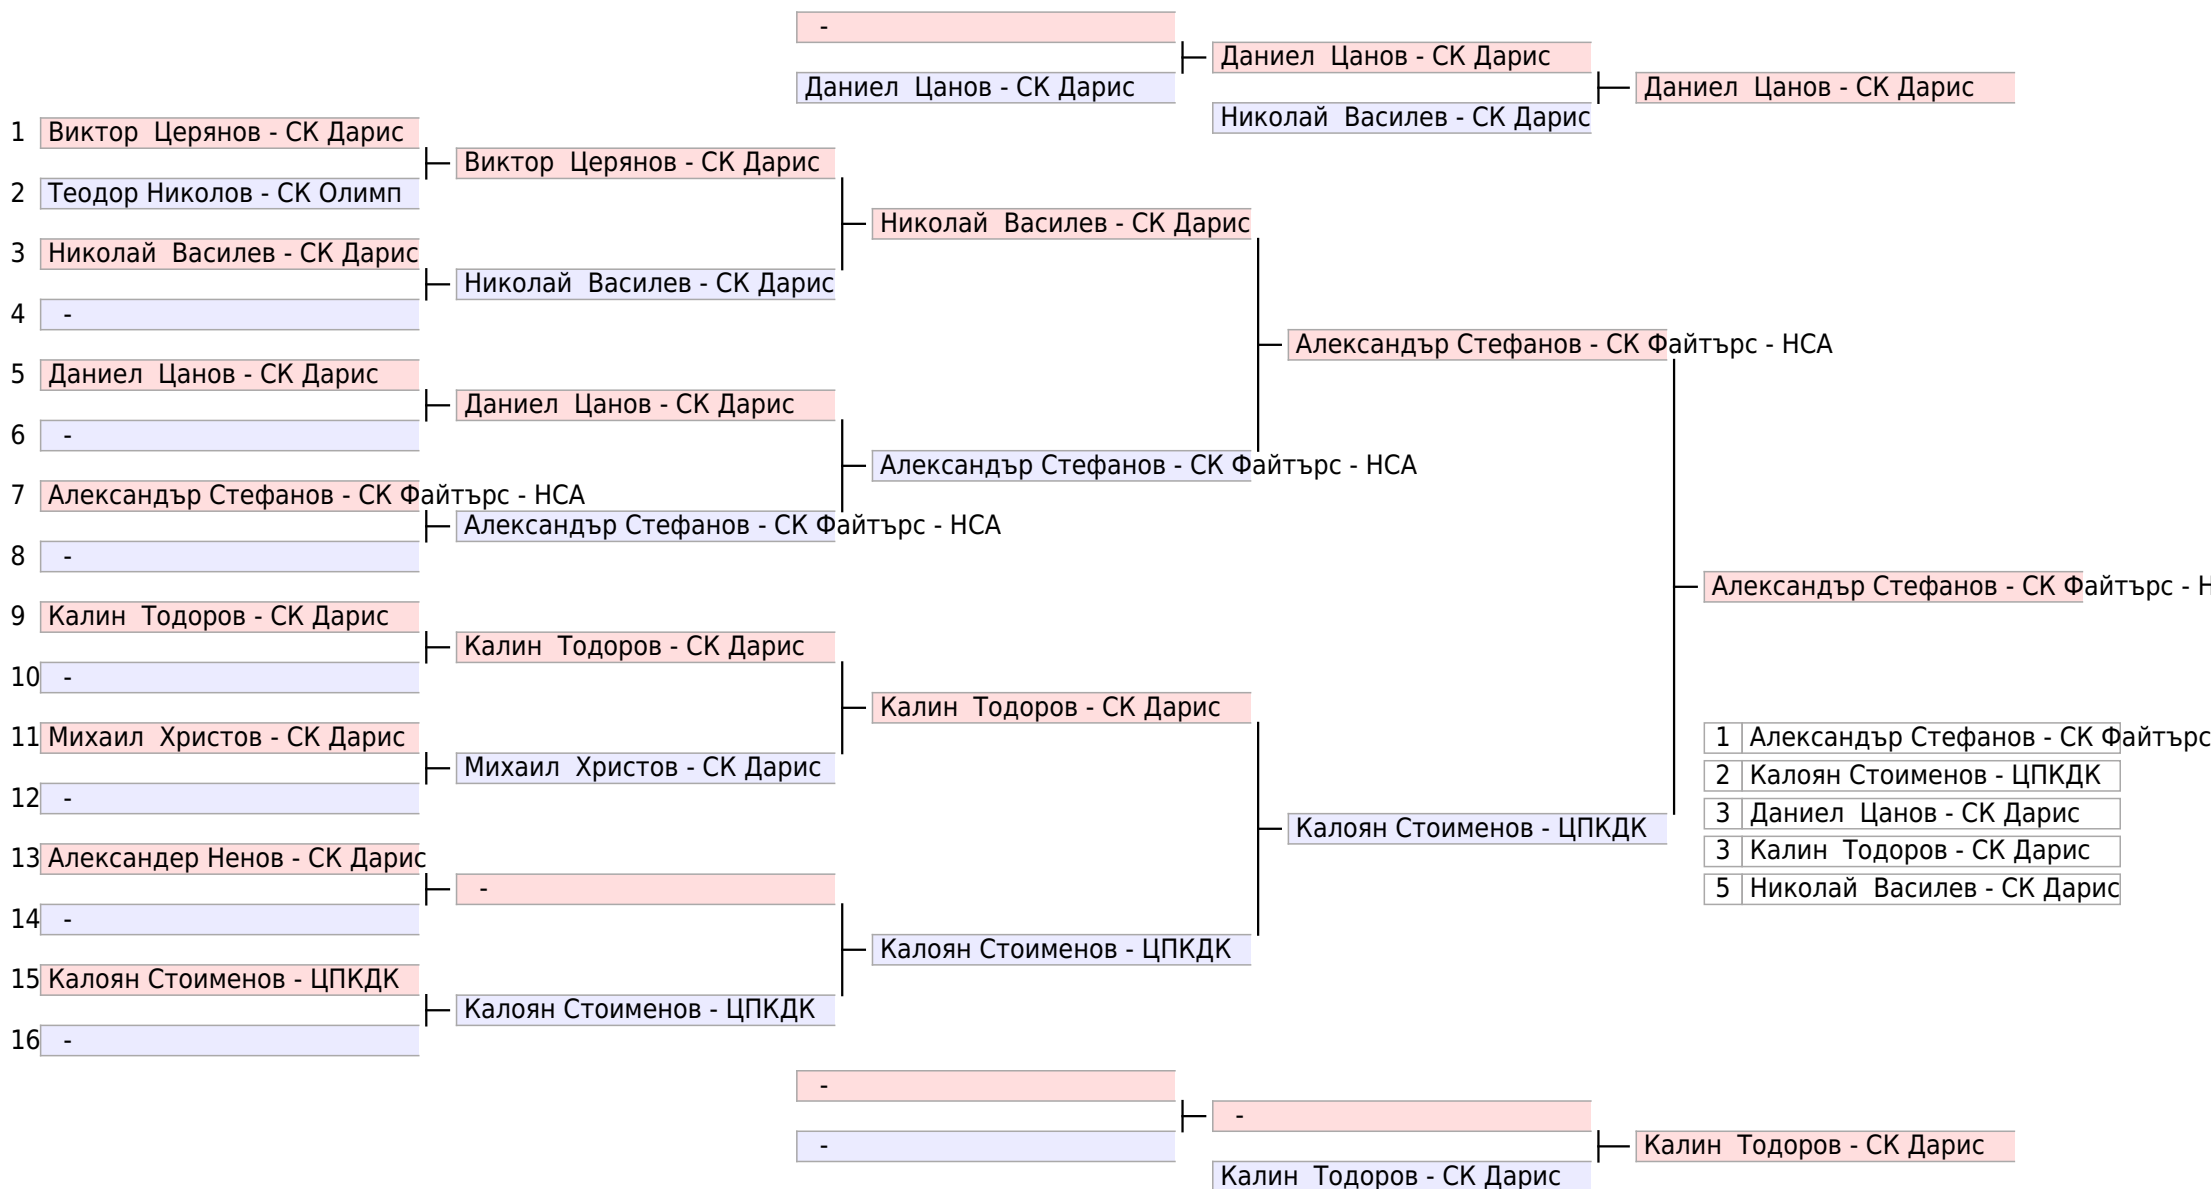 -
Даниел  Цанов - СК Дарис
Даниел  Цанов - СК Дарис
Николай  Василев - СК Дарис
Даниел  Цанов - СК Дарис
1 Виктор  Церянов - СК Дарис
2 Теодор Николов - СК Олимп
3 Николай  Василев - СК Дарис
4 -
5 Даниел  Цанов - СК Дарис
6 -
7 Александър Стефанов - СК Файтърс - НСА
8 -
9 Калин  Тодоров - СК Дарис
10 -
11 Михаил  Христов - СК Дарис
12 -
13 Александер Ненов - СК Дарис
14 -
15 Калоян Стоименов - ЦПКДК
16 -
Виктор  Церянов - СК Дарис
Николай  Василев - СК Дарис
Даниел  Цанов - СК Дарис
Александър Стефанов - СК Файтърс - НСА
Калин  Тодоров - СК Дарис
Михаил  Христов - СК Дарис
-
Калоян Стоименов - ЦПКДК
Николай  Василев - СК Дарис
Александър Стефанов - СК Файтърс - НСА
Калин  Тодоров - СК Дарис
Калоян Стоименов - ЦПКДК
Александър Стефанов - СК Файтърс - НСА
Калоян Стоименов - ЦПКДК
Александър Стефанов - СК Файтърс - Н
1 Александър Стефанов - СК Файтърс
2 Калоян Стоименов - ЦПКДК
3 Даниел  Цанов - СК Дарис
3 Калин  Тодоров - СК Дарис
5 Николай  Василев - СК Дарис
-
-
-
Калин  Тодоров - СК Дарис
Калин  Тодоров - СК Дарис